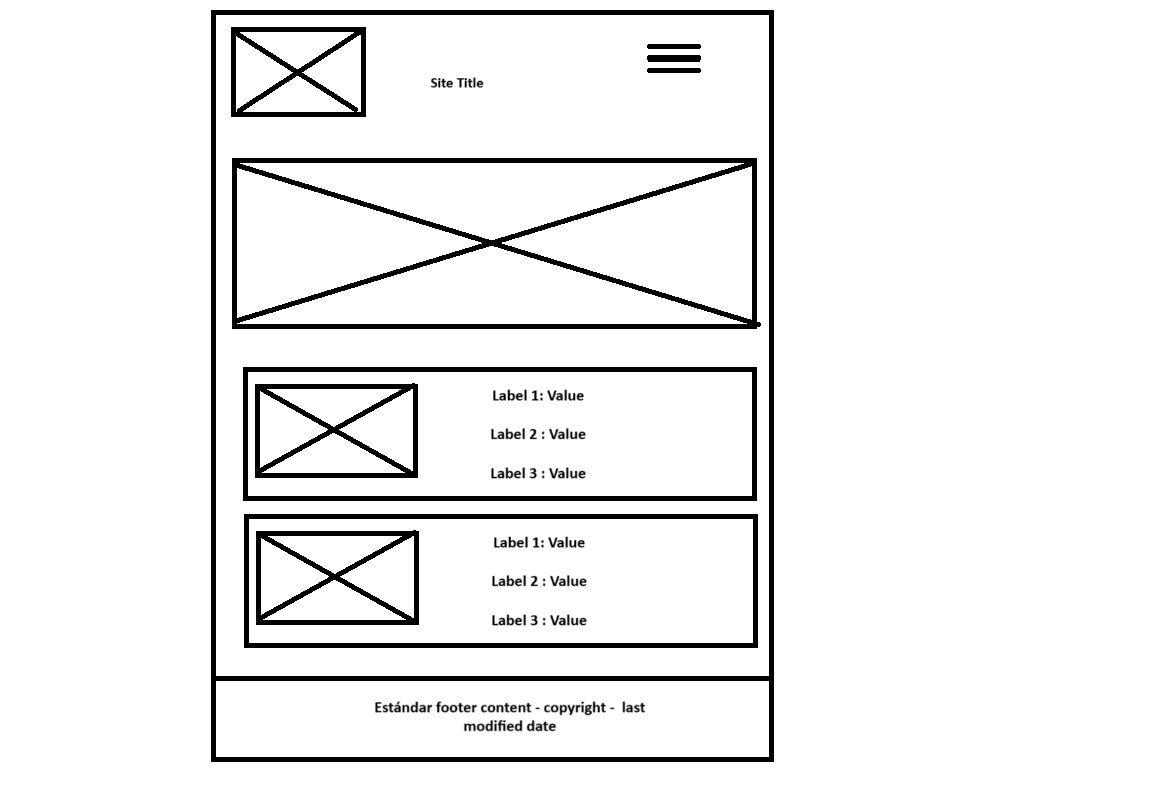 Site Title
Label 1: Value
Label 2 : Value
Label 3 : Value
Label 1: Value
Label 2 : Value
Label 3 : Value
Estándar footer content - copyright -  last
modified date